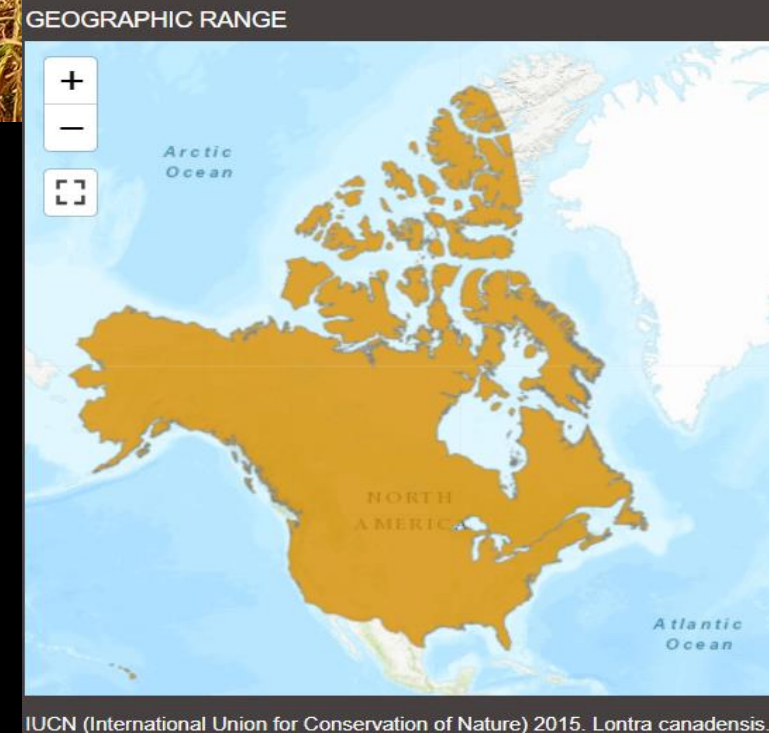 GEOGRAPHIC RANGE
+
−
Arctic
Ocean
NORTH
AMERICA
Atlantic
Ocean
IUCN (International Union for Conservation of Nature) 2015. Lontra canadensis.